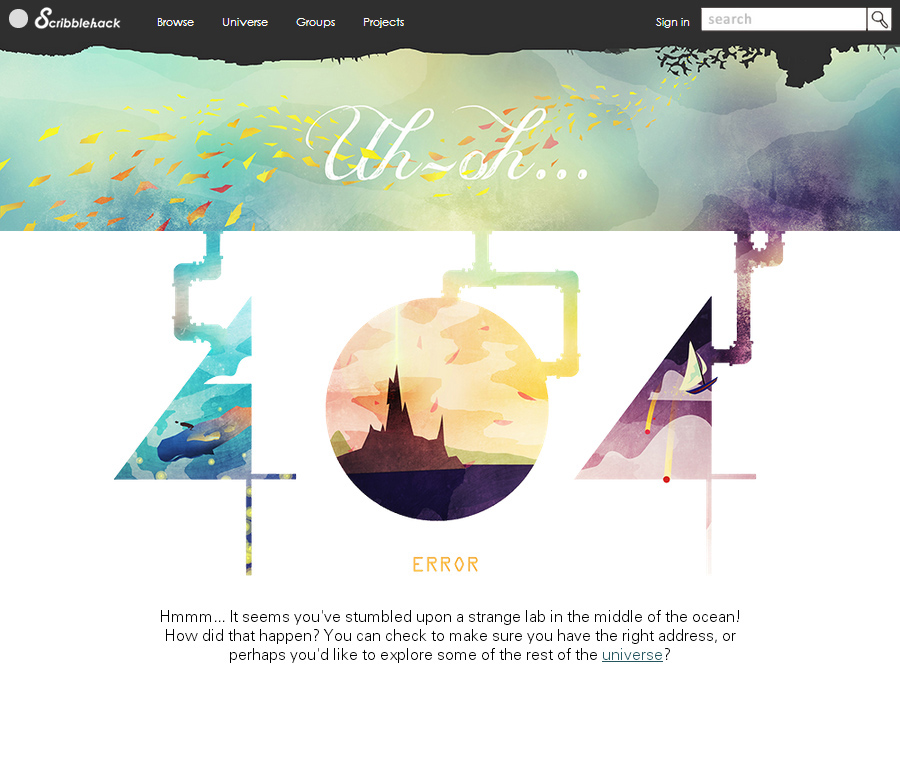 Scribblehack Browse Universe Groups Projects Sign in search
Uh-oh...
404
ERROR
Hmmm... It seems you've stumbled upon a strange lab in the middle of the ocean!
How did that happen? You can check to make sure you have the right address, or
perhaps you'd like to explore some of the rest of the universe?